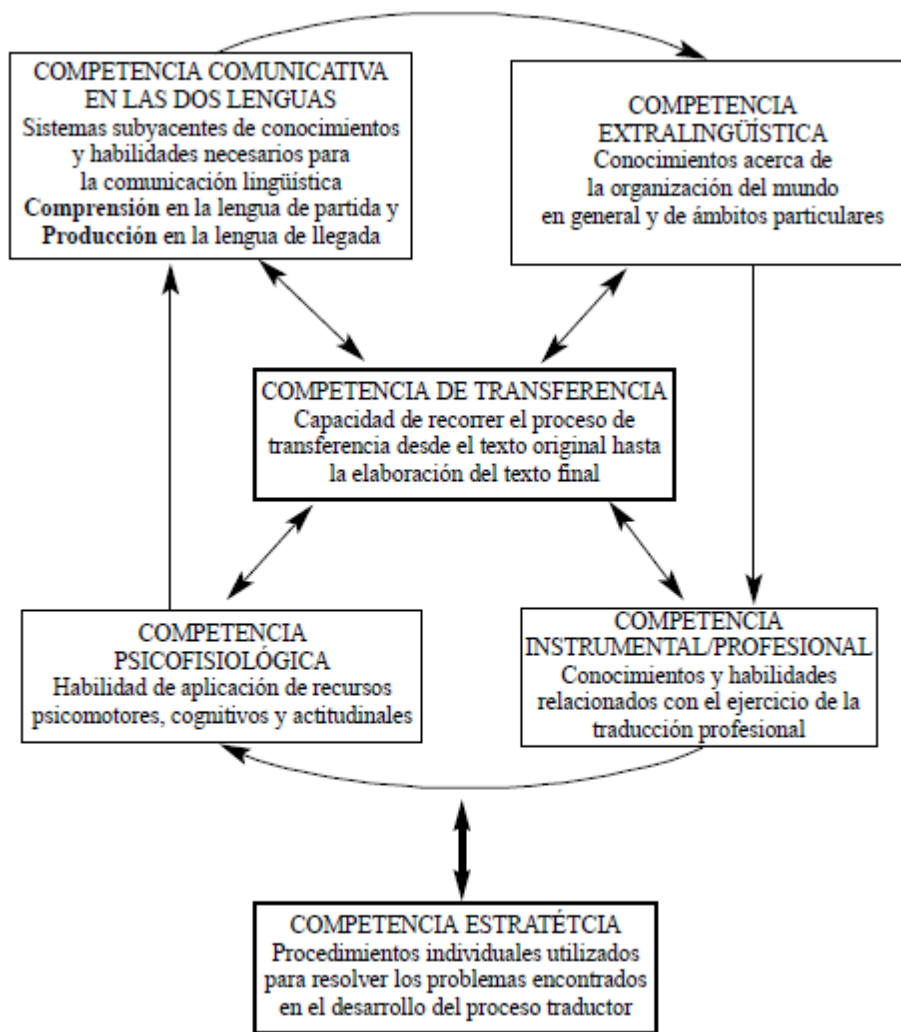 COMPETENCIA COMUNICATIVA
EN LAS DOS LENGUAS
Sistemas subyacentes de conocimientos
y habilidades necesarios para
la comunicación lingüística
Comprensión en la lengua de partida y
Producción en la lengua de llegada
COMPETENCIA
EXTRALINGÜÍSTICA
Conocimientos acerca de
la organización del mundo
en general y de ámbitos particulares
COMPETENCIA DE TRANSFERENCIA
Capacidad de recorrer el proceso de
transferencia desde el texto original hasta
la elaboración del texto final
COMPETENCIA
PSICOFISIOLÓGICA
Habilidad de aplicación de recursos
psicomotores, cognitivos y actitudinales
COMPETENCIA
INSTRUMENTAL/PROFESIONAL
Conocimientos y habilidades
relacionados con el ejercicio de la
traducción profesional
COMPETENCIA ESTRATÉTCIA
Procedimientos individuales utilizados
para resolver los problemas encontrados
en el desarrollo del proceso traductor